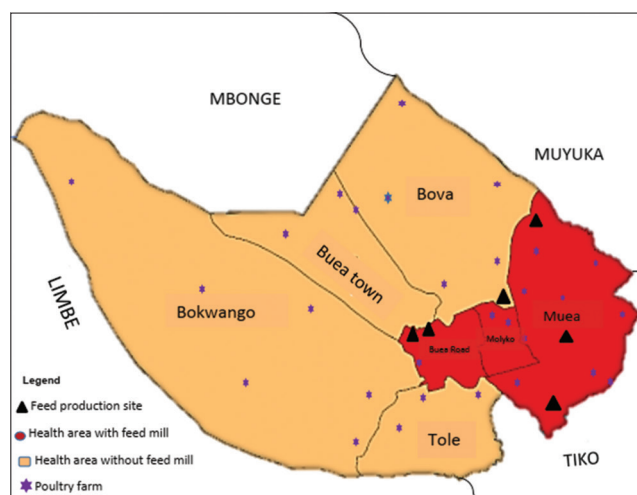 MBONGE
MUYUKA
Bova
Buea town
LIMBE
Bokwango
Muea
Buea Road
Molyko
Legend
Feed production site
Health area with feed mill
Health area without feed mill
Poultry farm
Tole
TIKO